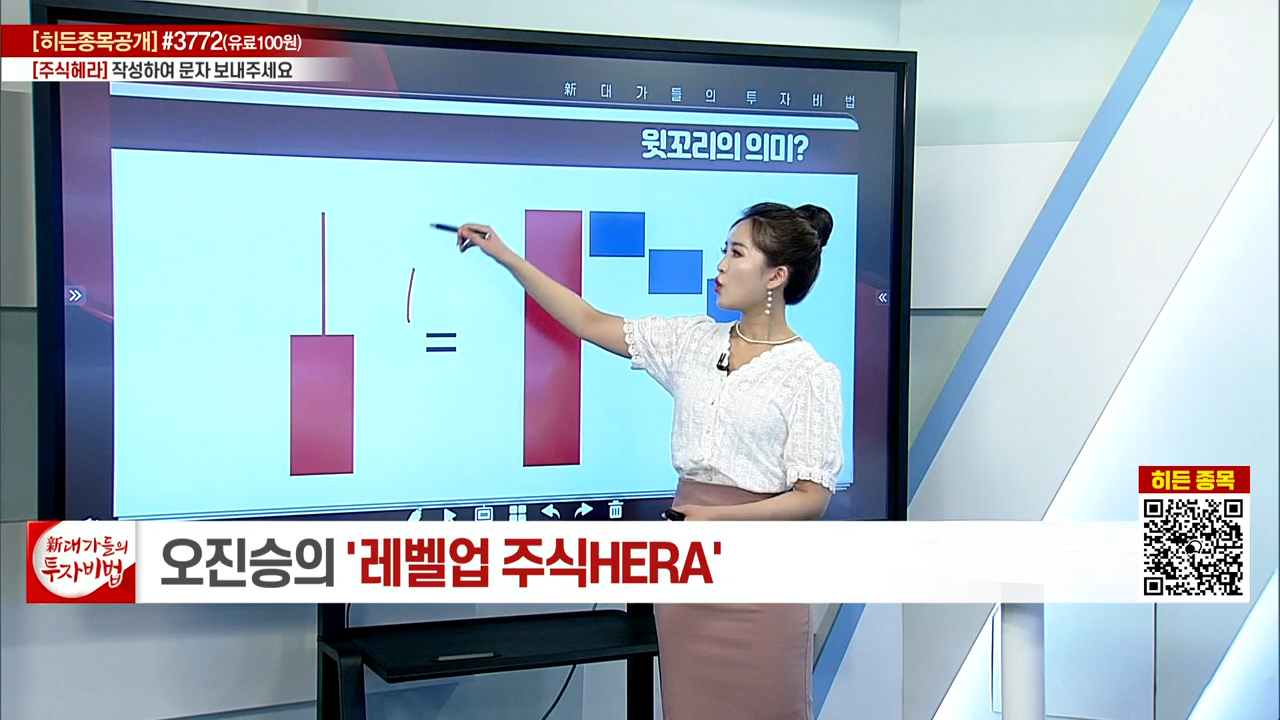 [히든종목공개] #3772(유료100원)
[주식헤라] 작성하여 문자 보내주세요
新 대 가 들 의 투 자 비 법
윗꼬리의 의미?
히든 종목
新대가들의
투자비법
오진승의 '레벨업 주식HERA'